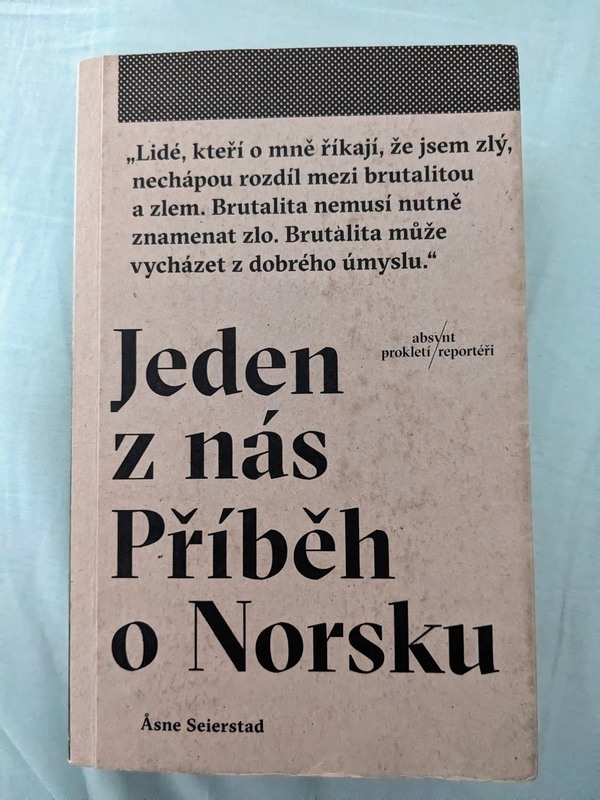 „Lidé, kteří o mně říkají, že jsem zlý,
nechápou rozdíl mezi brutalitou
a zlem. Brutalita nemusí nutně
znamenat zlo. Brutalita může
vycházet z dobrého úmyslu.“
Jeden
z nás
Příběh
o Norsku
absynt
prokletí/reportéři
Åsne Seierstad